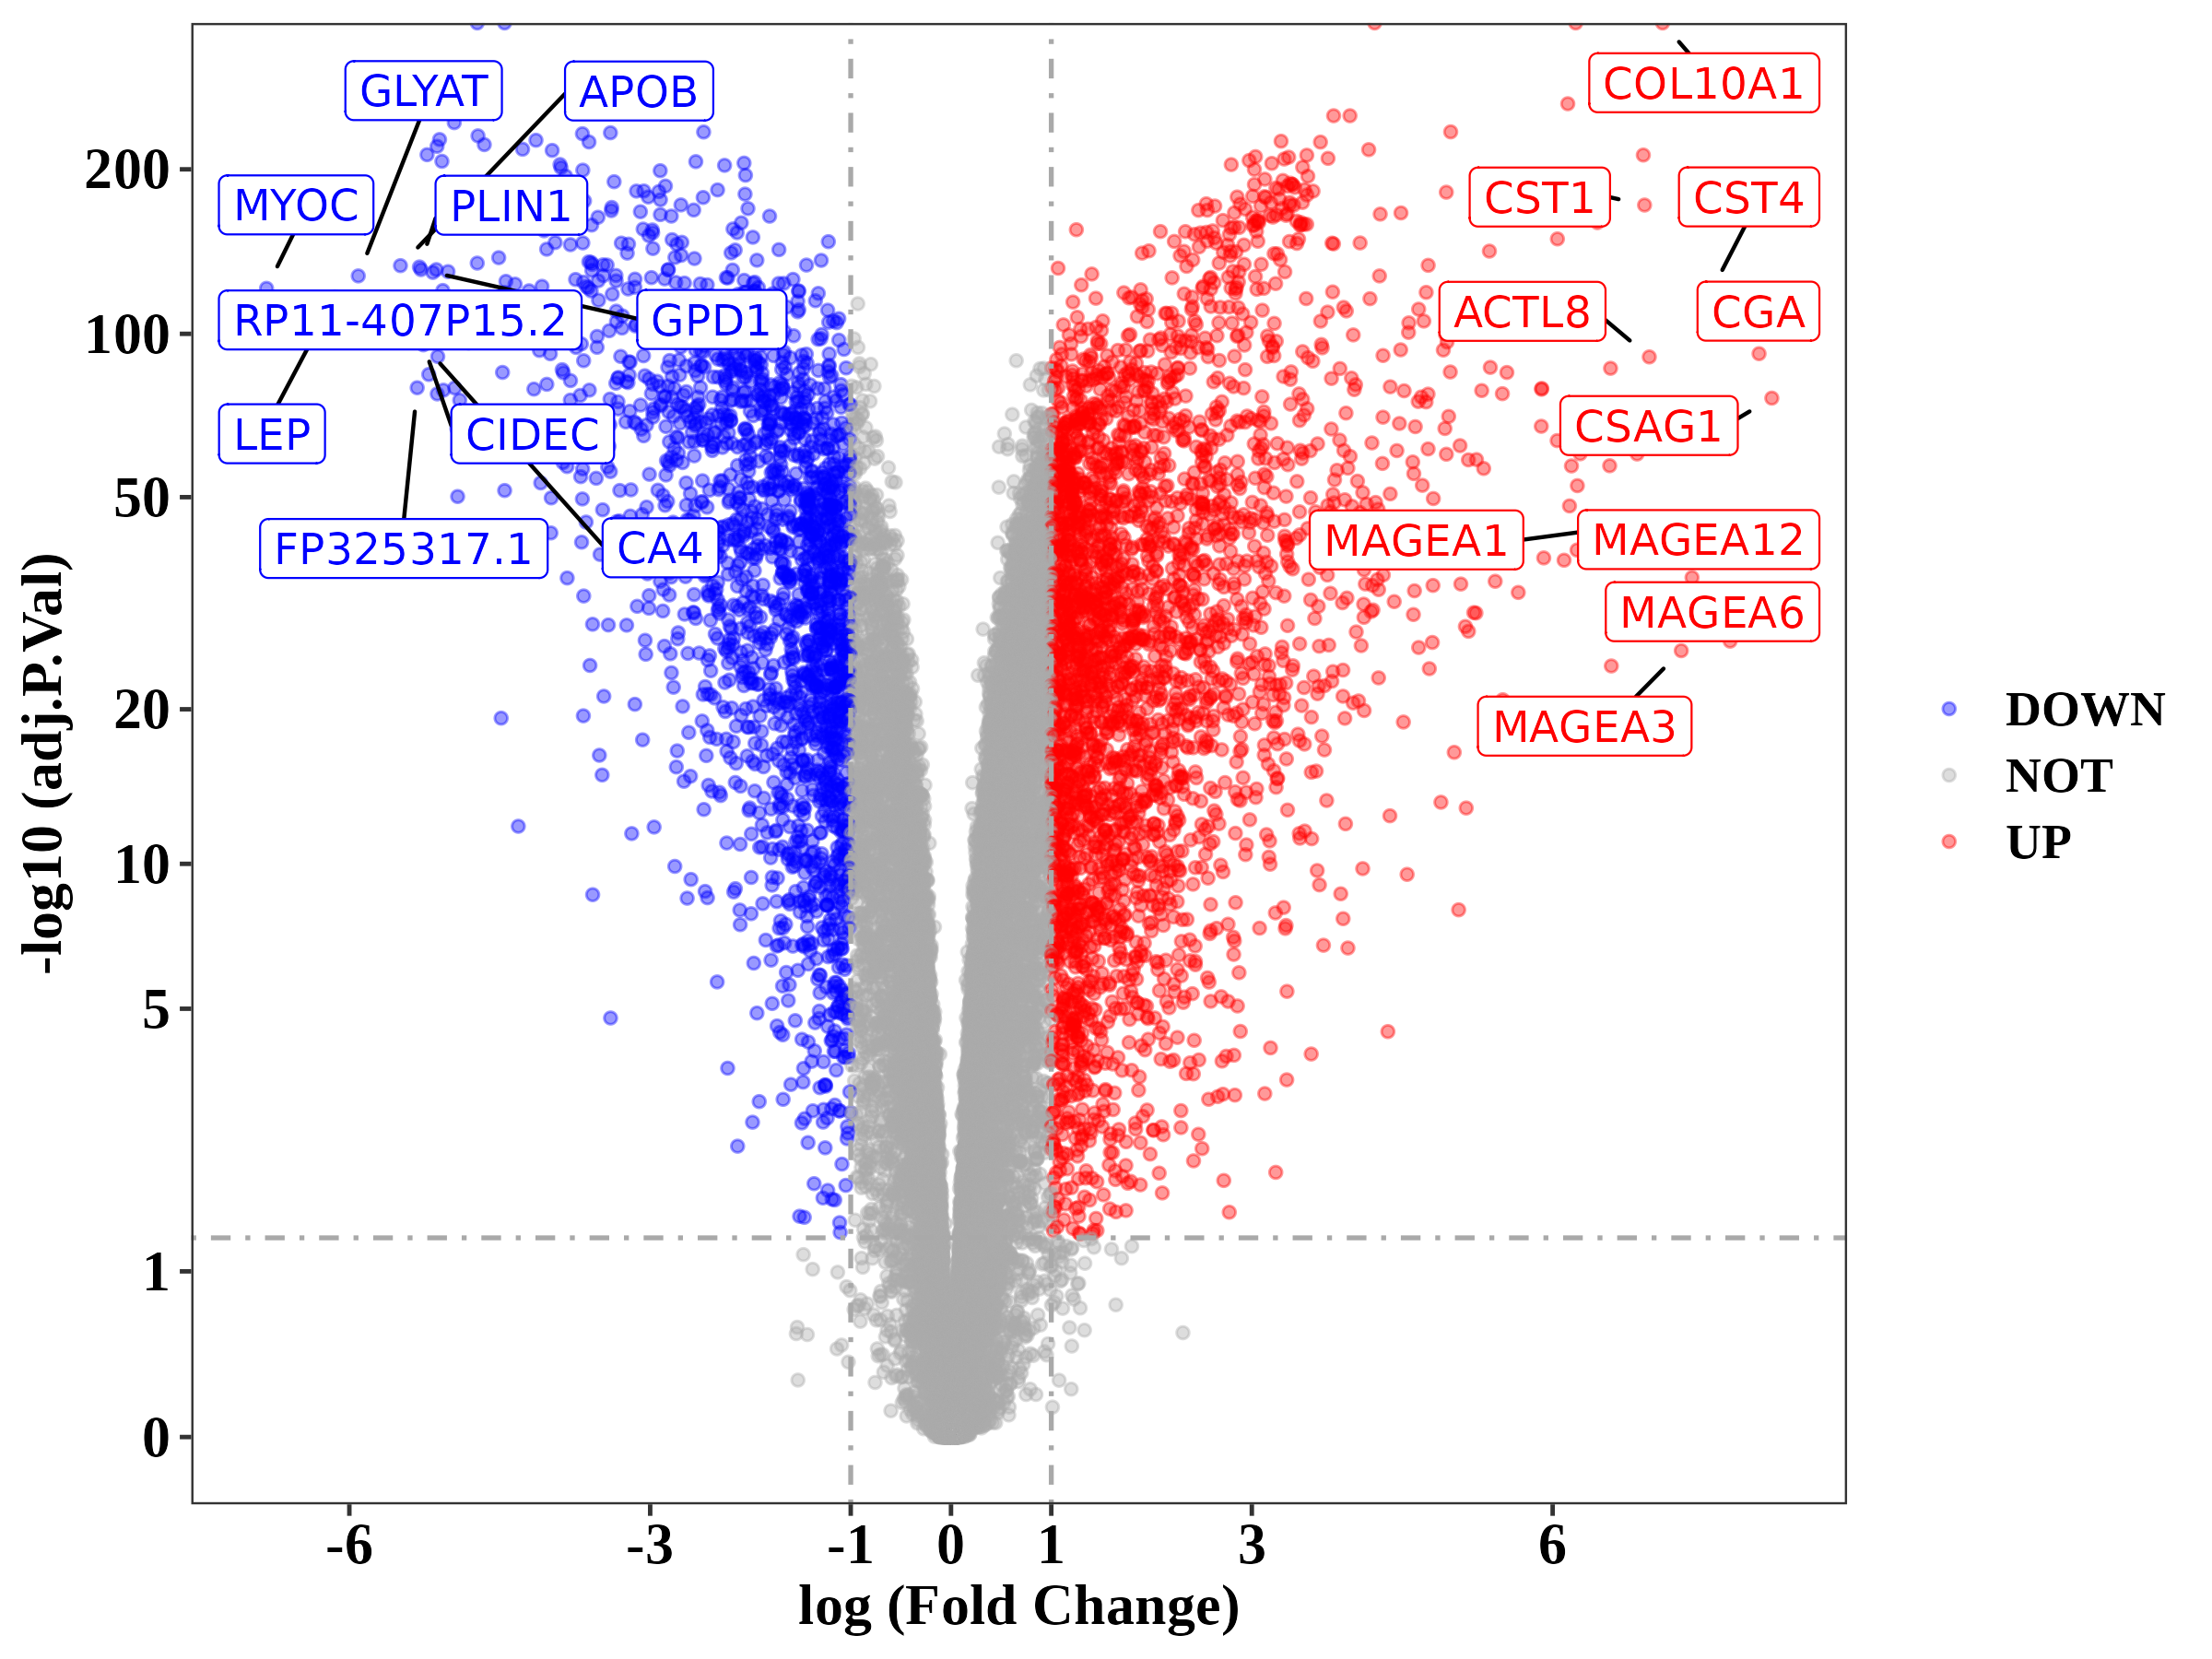 COL10A1
GLYAT
APOB
CST1
CST4
MYOC
PLIN1
ACTL8
CGA
RP11-407P15.2
GPD1
CSAG1
LEP
CIDEC
MAGEA1
MAGEA12
FP325317.1
CA4
MAGEA6
MAGEA3
200
100
50
20
10
5
1
0
-log10 (adj.P.Val)
-6
-3
-1
0
1
3
6
log (Fold Change)
DOWN
NOT
UP